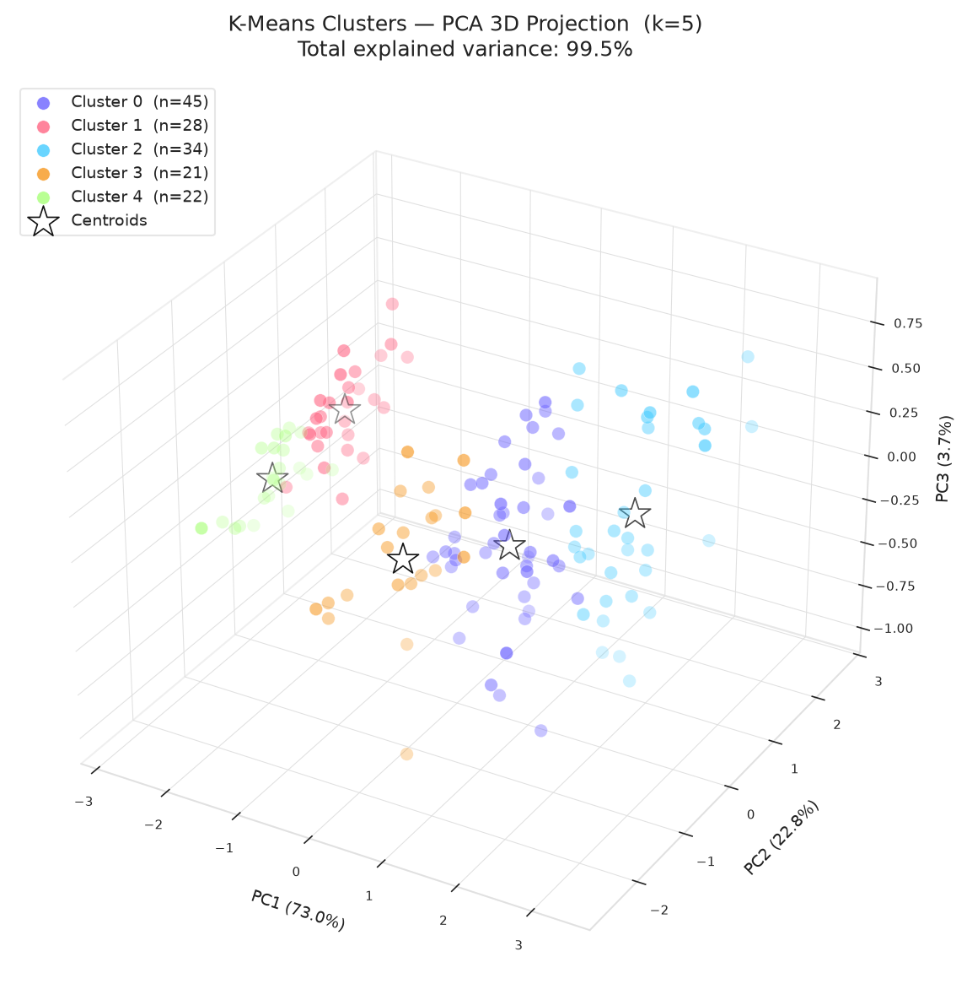 K-Means Clusters — PCA 3D Projection  (k=5)
Total explained variance: 99.5%
Cluster 0  (n=45)
Cluster 1  (n=28)
Cluster 2  (n=34)
Cluster 3  (n=21)
Cluster 4  (n=22)
Centroids
0.75
0.50
0.25
0.00
−0.25
−0.50
−0.75
−1.00
PC3 (3.7%)
3
2
1
0
−1
−2
PC2 (22.8%)
−3
−2
−1
0
1
2
3
PC1 (73.0%)